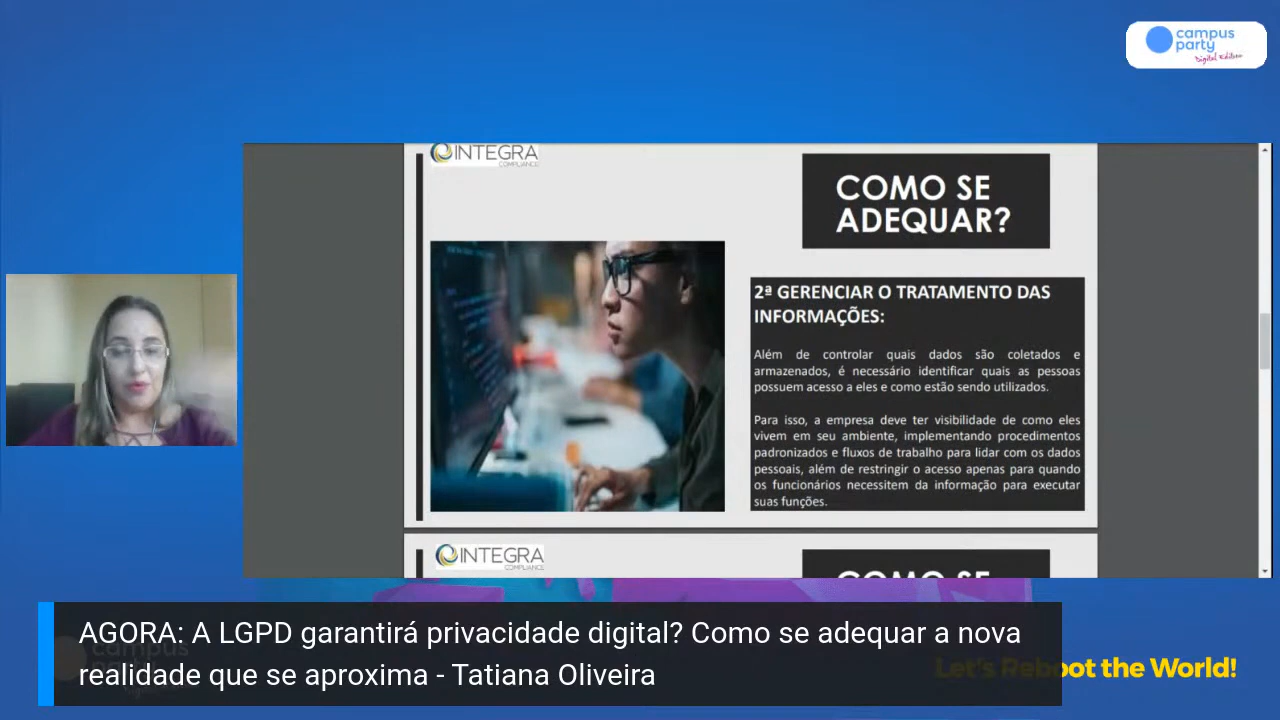 campus
party
Digital Edition
INTEGRA
COMPLIANCE
COMO SE
ADEQUAR?
2ª GERENCIAR O TRATAMENTO DAS
INFORMAÇÕES:
Além de controlar quais dados são coletados e
armazenados, é necessário identificar quais as pessoas
possuem acesso a eles e como estão sendo utilizados.
Para isso, a empresa deve ter visibilidade de como eles
vivem em seu ambiente, implementando procedimentos
padronizados e fluxos de trabalho para lidar com os dados
pessoais, além de restringir o acesso apenas para quando
os funcionários necessitem da informação para executar
suas funções.
INTEGRA
COMPLIANCE
COMO SE
AGORA: A LGPD garantirá privacidade digital? Como se adequar a nova
realidade que se aproxima - Tatiana Oliveira
campus
party
Let's Reboot the World!